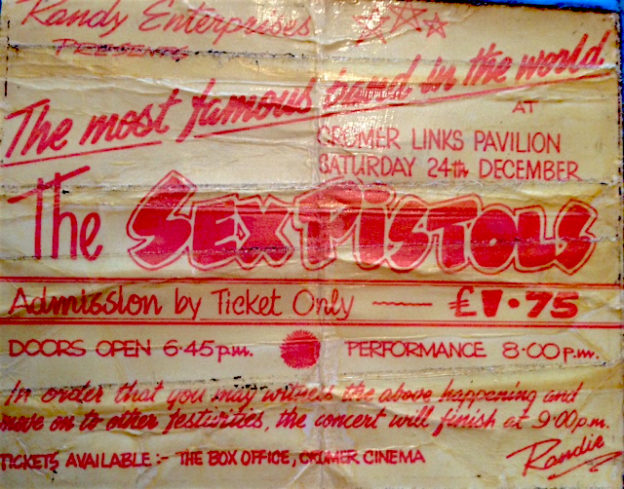 Randy Enterprises
Presents
The most famous band in the world
AT
CROMER LINKS PAVILION
SATURDAY 24th DECEMBER
The SEX PISTOLS
Admission by Ticket Only — £1·75
DOORS OPEN 6·45 p.m. PERFORMANCE 8·00 p.m.
In order that you may witness the above happening and
move on to other festivities, the concert will finish at 9·00p.m.
Randie
TICKETS AVAILABLE :- THE BOX OFFICE, CROMER CINEMA